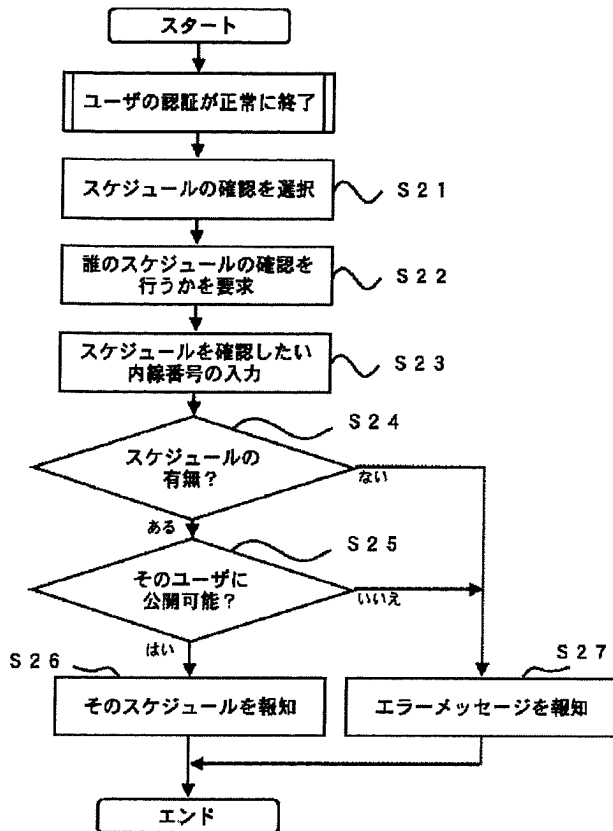 スタート
ユーザの認証が正常に終了
スケジュールの確認を選択
S21
誰のスケジュールの確認を
行うかを要求
S22
スケジュールを確認したい
内線番号の入力
S23
S24
スケジュールの
有無？
ない
ある
S25
そのユーザに
公開可能？
いいえ
はい
S26
そのスケジュールを報知
S27
エラーメッセージを報知
エンド